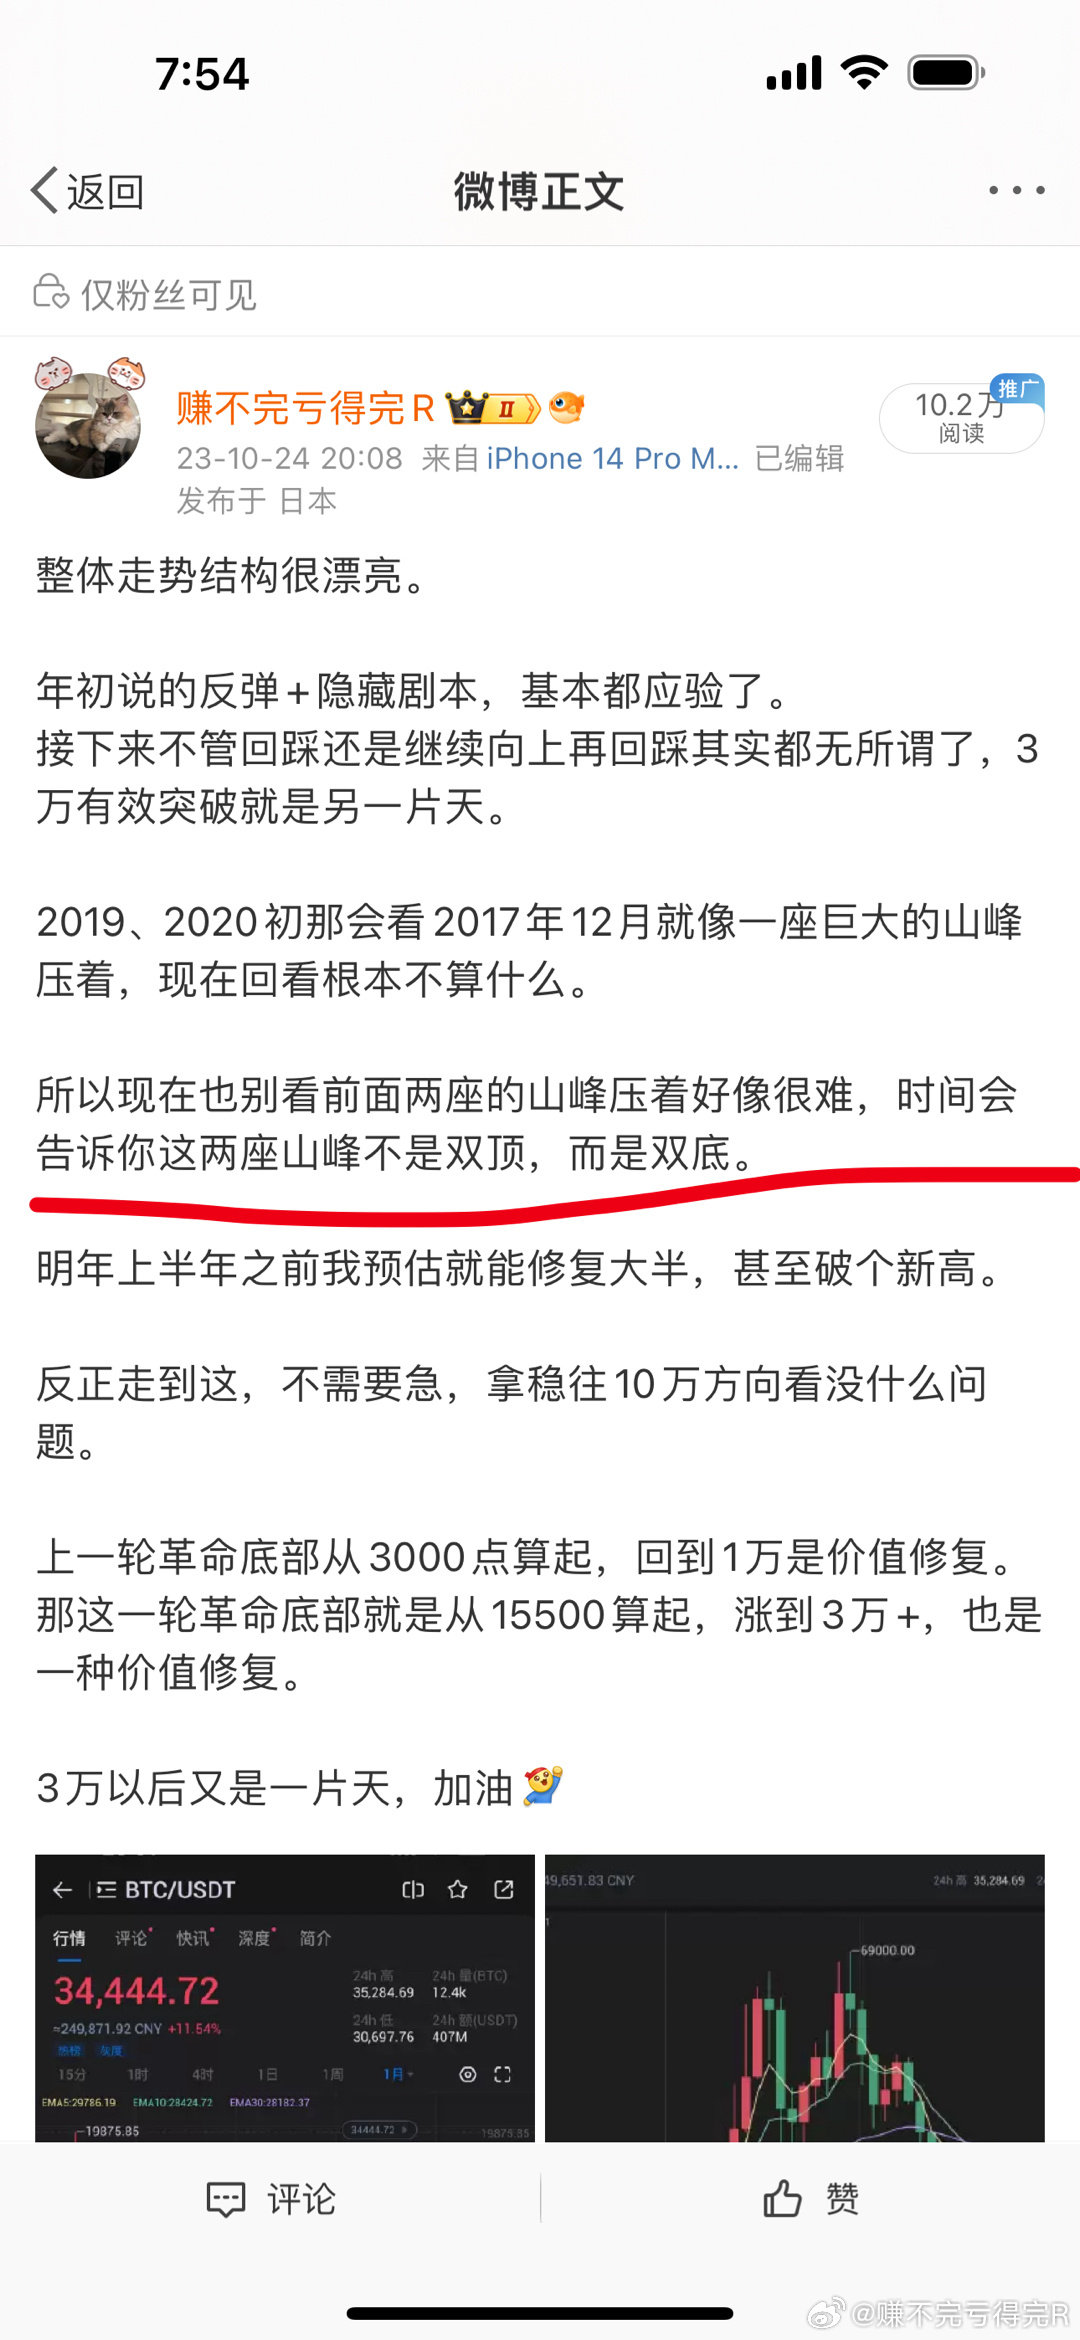 7:54
返回
微博正文
仅粉丝可见
赚不完亏得完R
II
10.2万
推广
阅读
23-10-24 20:08 来自 iPhone 14 Pro M... 已编辑
发布于 日本
整体走势结构很漂亮。
年初说的反弹+隐藏剧本，基本都应验了。
接下来不管回踩还是继续向上再回踩其实都无所谓了，3
万有效突破就是另一片天。
2019、2020初那会看2017年12月就像一座巨大的山峰
压着，现在回看根本不算什么。
所以现在也别看前面两座的山峰压着好像很难，时间会
告诉你这两座山峰不是双顶，而是双底。
明年上半年之前我预估就能修复大半，甚至破个新高。
反正走到这，不需要急，拿稳往10万方向看没什么问
题。
上一轮革命底部从3000点算起，回到1万是价值修复。
那这一轮革命底部就是从15500算起，涨到3万+，也是
一种价值修复。
3万以后又是一片天，加油
BTC/USDT
行情 评论 快讯 深度 简介
34,444.72
≈249,871.92 CNY +11.54%
热榜 灰度
24h 高 24h 量(BTC)
35,284.69 12.4k
24h 低 24h 额(USDT)
30,697.76 407M
15分 1时 4时 1日 1周 1月
EMA5:29786.19 EMA10:28424.72 EMA30:28182.37
19875.85 34444.72 19875.85
49,651.83 CNY 24h 高 35,284.69
69000.00
评论 赞
@赚不完亏得完R